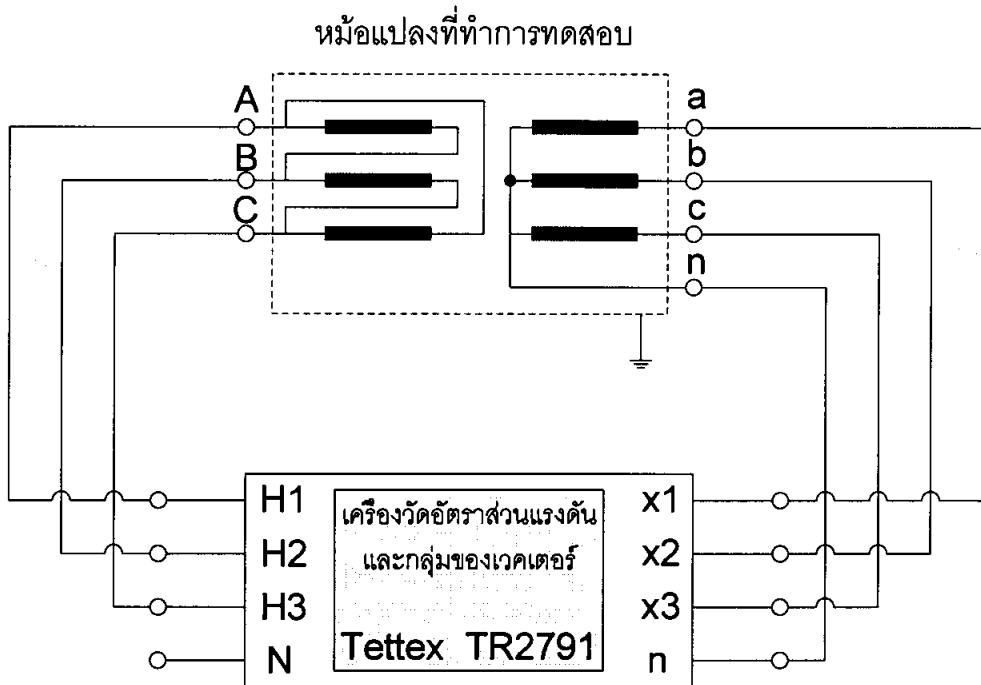 หม้อแปลงที่ทำการทดสอบ
A
B
C
a
b
c
n
H1
H2
H3
N
เครื่องวัดอัตราส่วนแรงดัน
และกลุ่มของเวคเตอร์
Tettex TR2791
x1
x2
x3
n